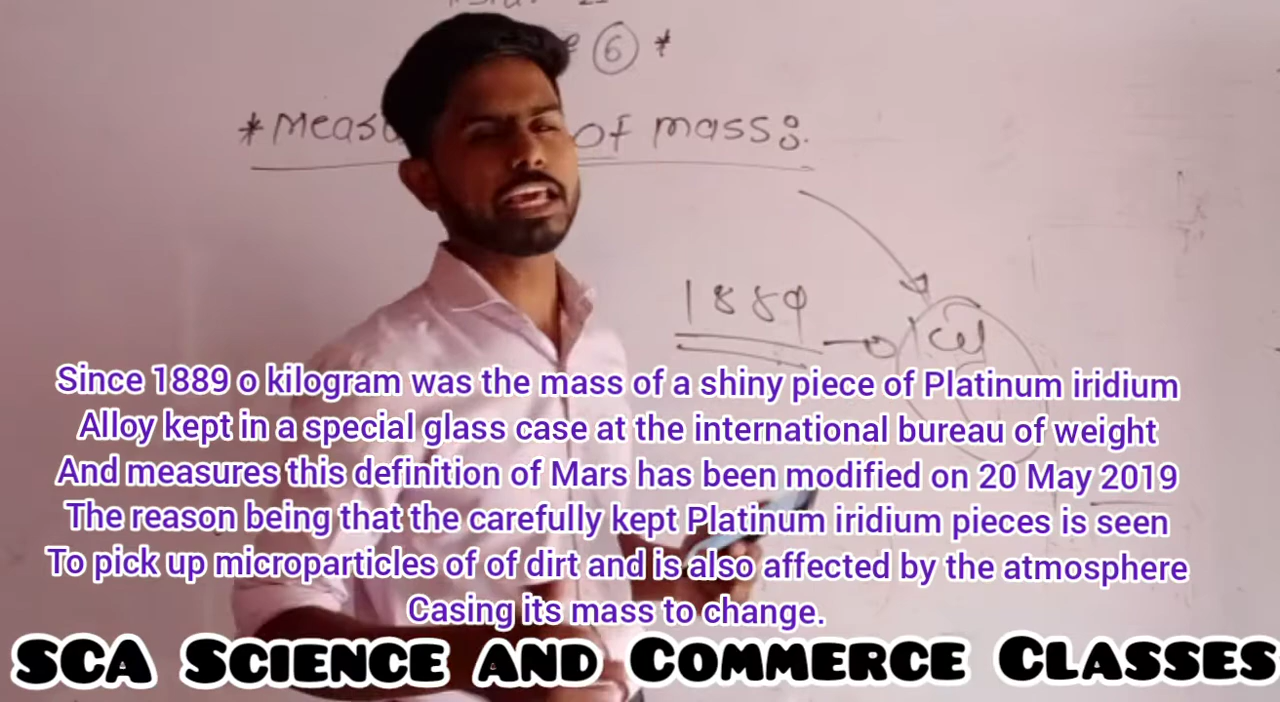 6 *
* Meas of mass:
1889
Since 1889 o kilogram was the mass of a shiny piece of Platinum iridium
Alloy kept in a special glass case at the international bureau of weight
And measures this definition of Mars has been modified on 20 May 2019
The reason being that the carefully kept Platinum iridium pieces is seen
To pick up microparticles of of dirt and is also affected by the atmosphere
Casing its mass to change.
SCA SCIENCE AND COMMERCE CLASSES